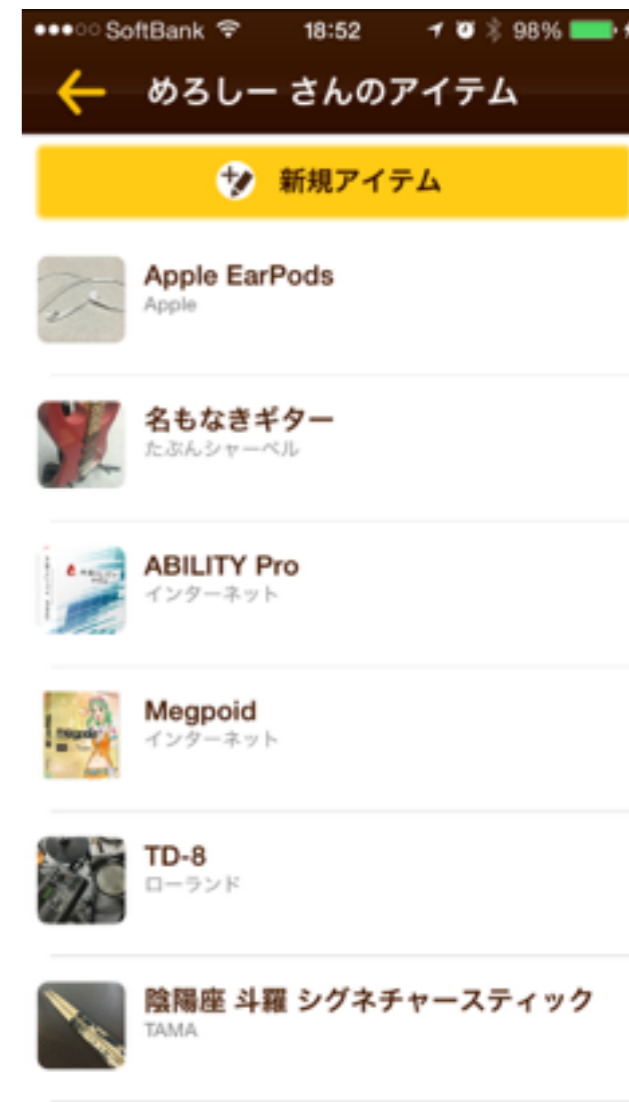 SoftBank 18:52 98%
めろしー さんのアイテム
新規アイテム
Apple EarPods
Apple
名もなきギター
たぶんシャーベル
ABILITY Pro
インターネット
Megpoid
インターネット
TD-8
ローランド
陰陽座 斗羅 シグネチャースティック
TAMA